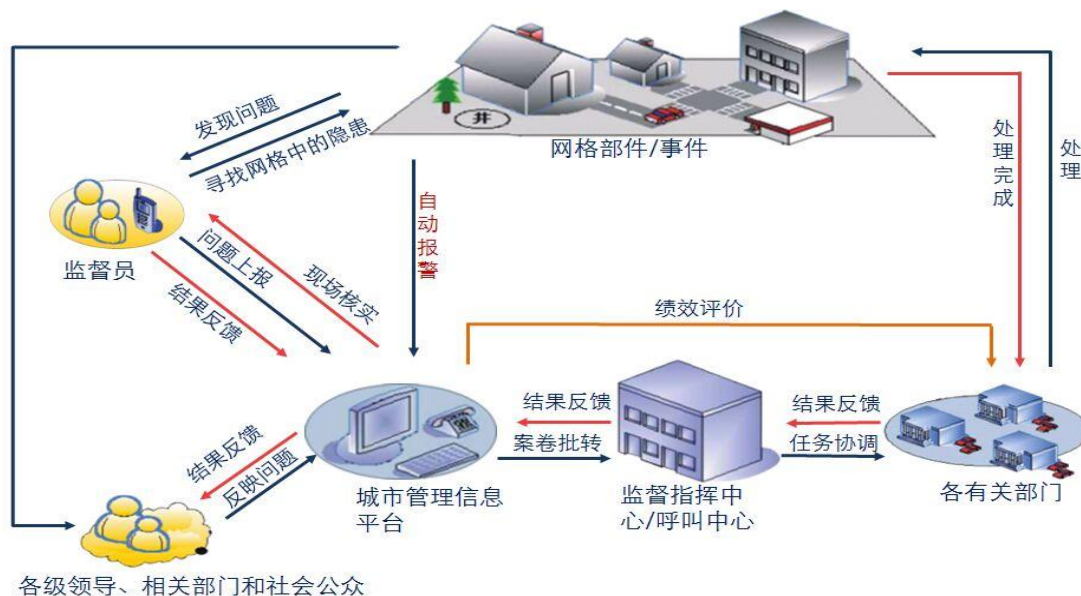 井
网格部件/事件
发现问题
寻找网格中的隐患
处理完成
处理
自动报警
监督员
问题上报
现场核实
结果反馈
绩效评价
结果反馈
案卷批转
结果反馈
任务协调
结果反馈
反映问题
城市管理信息
平台
监督指挥中
心/呼叫中心
各有关部门
各级领导、相关部门和社会公众